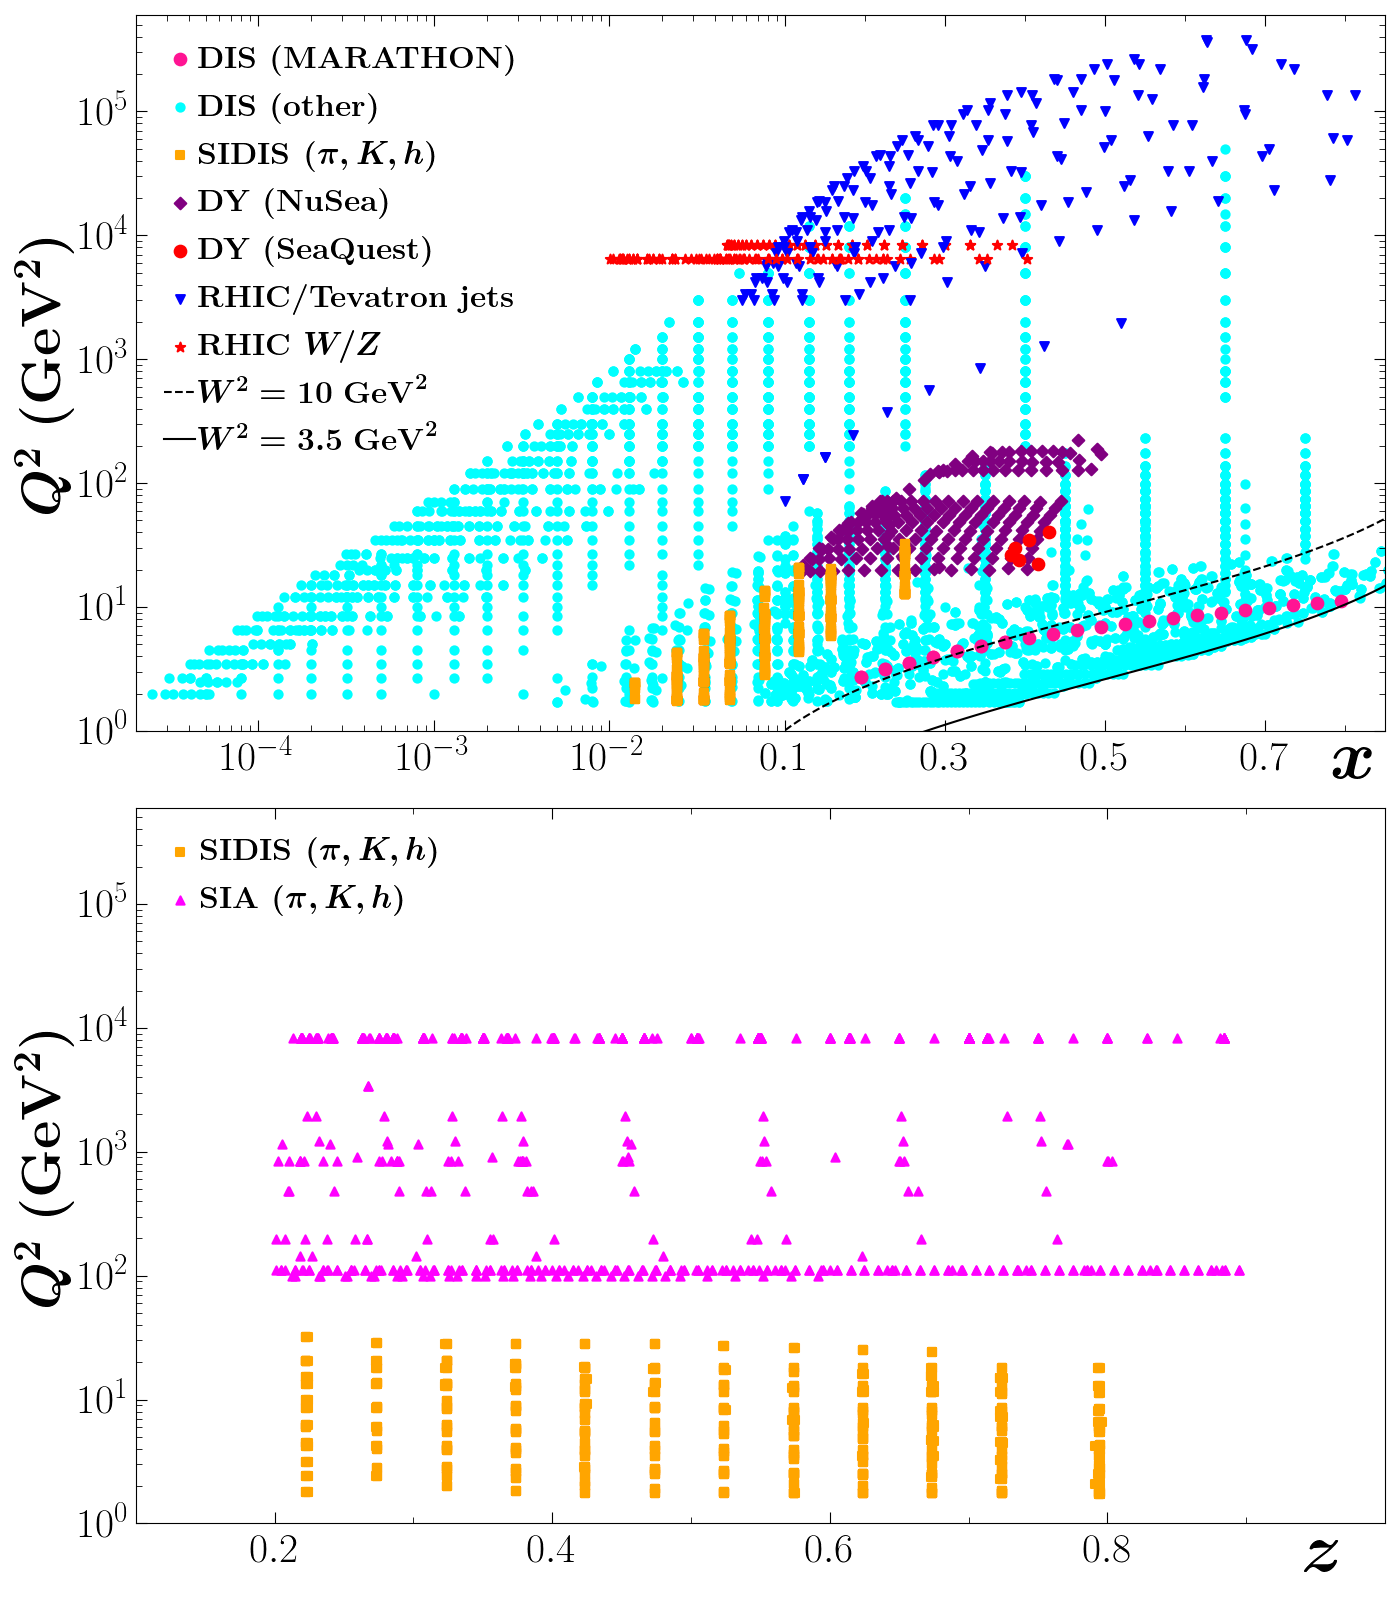 DIS (MARATHON)
DIS (other)
SIDIS (π, K, h)
DY (NuSea)
DY (SeaQuest)
RHIC/Tevatron jets
RHIC W/Z
W² = 10 GeV²
W² = 3.5 GeV²
Q² (GeV²)
10⁵
10⁴
10³
10²
10¹
10⁰
10⁻⁴ 10⁻³ 10⁻² 0.1 0.3 0.5 0.7 x
SIDIS (π, K, h)
SIA (π, K, h)
Q² (GeV²)
10⁵
10⁴
10³
10²
10¹
10⁰
0.2 0.4 0.6 0.8 z